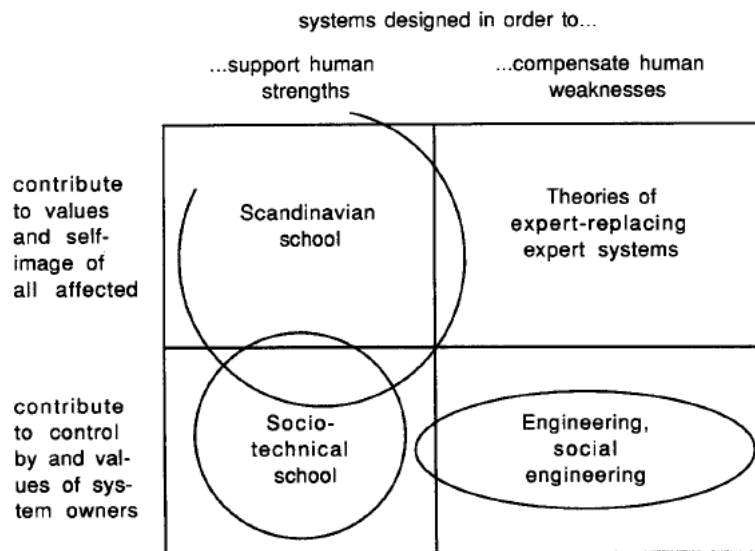 systems designed in order to...
...support human
strengths
...compensate human
weaknesses
contribute
to values
and self-
image of
all affected
Scandinavian
school
Theories of
expert-replacing
expert systems
contribute
to control
by and val-
ues of sys-
tem owners
Socio-
technical
school
Engineering,
social
engineering